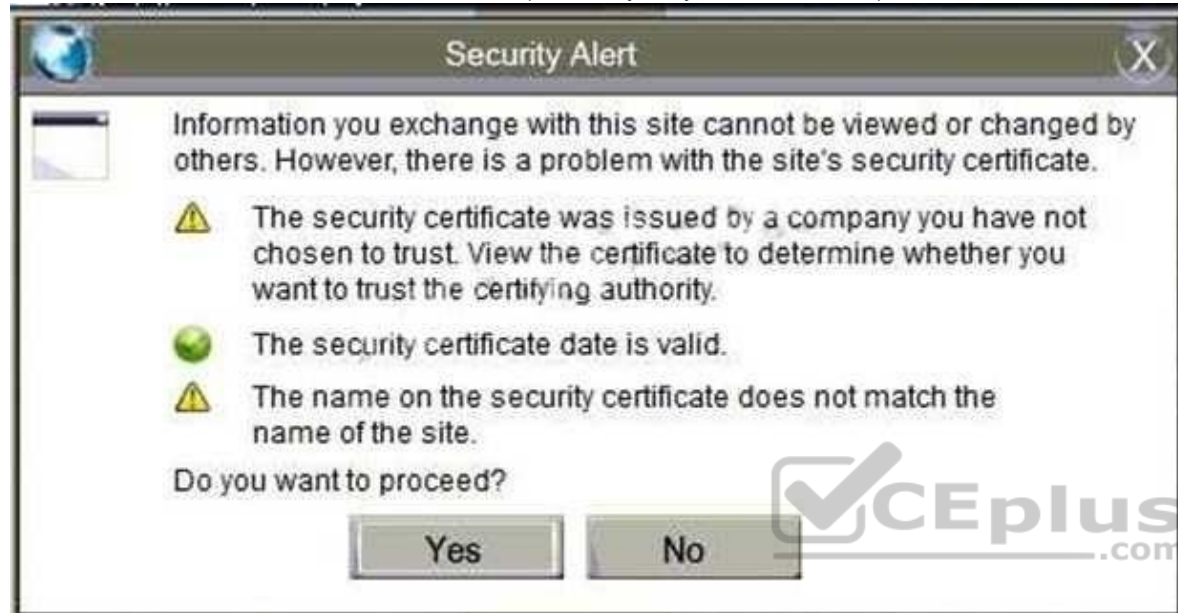 Security Alert
X
Information you exchange with this site cannot be viewed or changed by
others. However, there is a problem with the site's security certificate.
The security certificate was issued by a company you have not
chosen to trust. View the certificate to determine whether you
want to trust the certifying authority.
The security certificate date is valid.
The name on the security certificate does not match the
name of the site.
Do you want to proceed?
Yes No
CEplus
.com